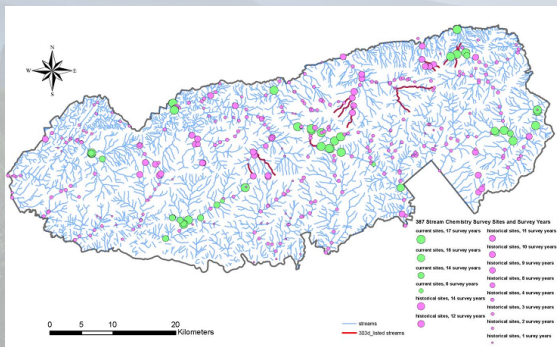 N
W E
S
387 Stream Chemistry Survey Sites and Survey Years
current sites, 17 survey years
current sites, 16 survey years
current sites, 14 survey years
current sites, 8 survey years
historical sites, 14 survey years
historical sites, 12 survey years
historical sites, 11 survey years
historical sites, 10 survey years
historical sites, 9 survey years
historical sites, 6 survey years
historical sites, 4 survey years
historical sites, 3 survey years
historical sites, 2 survey years
historical sites, 1 suray years
0 5 10 20
Kilometers
streams
303d_listed streams